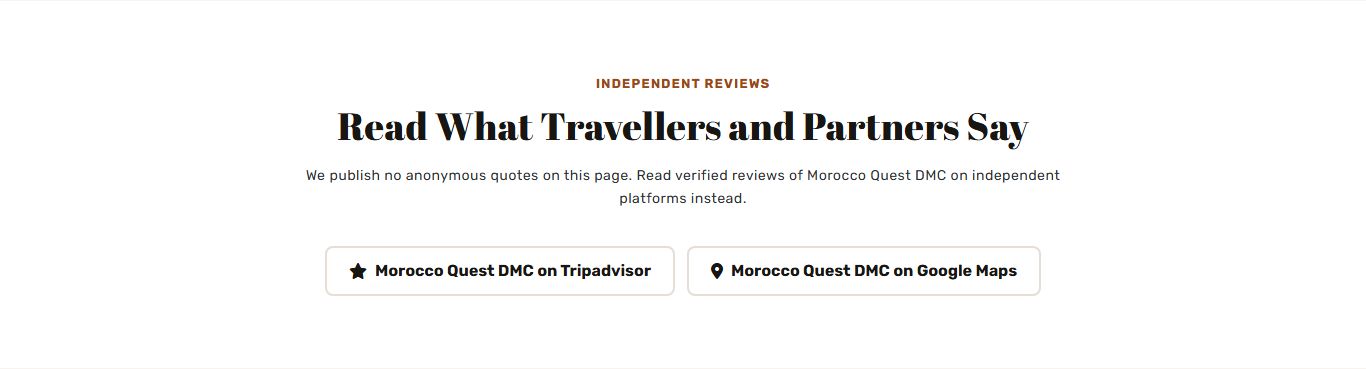 INDEPENDENT REVIEWS
Read What Travellers and Partners Say
We publish no anonymous quotes on this page. Read verified reviews of Morocco Quest DMC on independent
platforms instead.
Morocco Quest DMC on Tripadvisor
Morocco Quest DMC on Google Maps